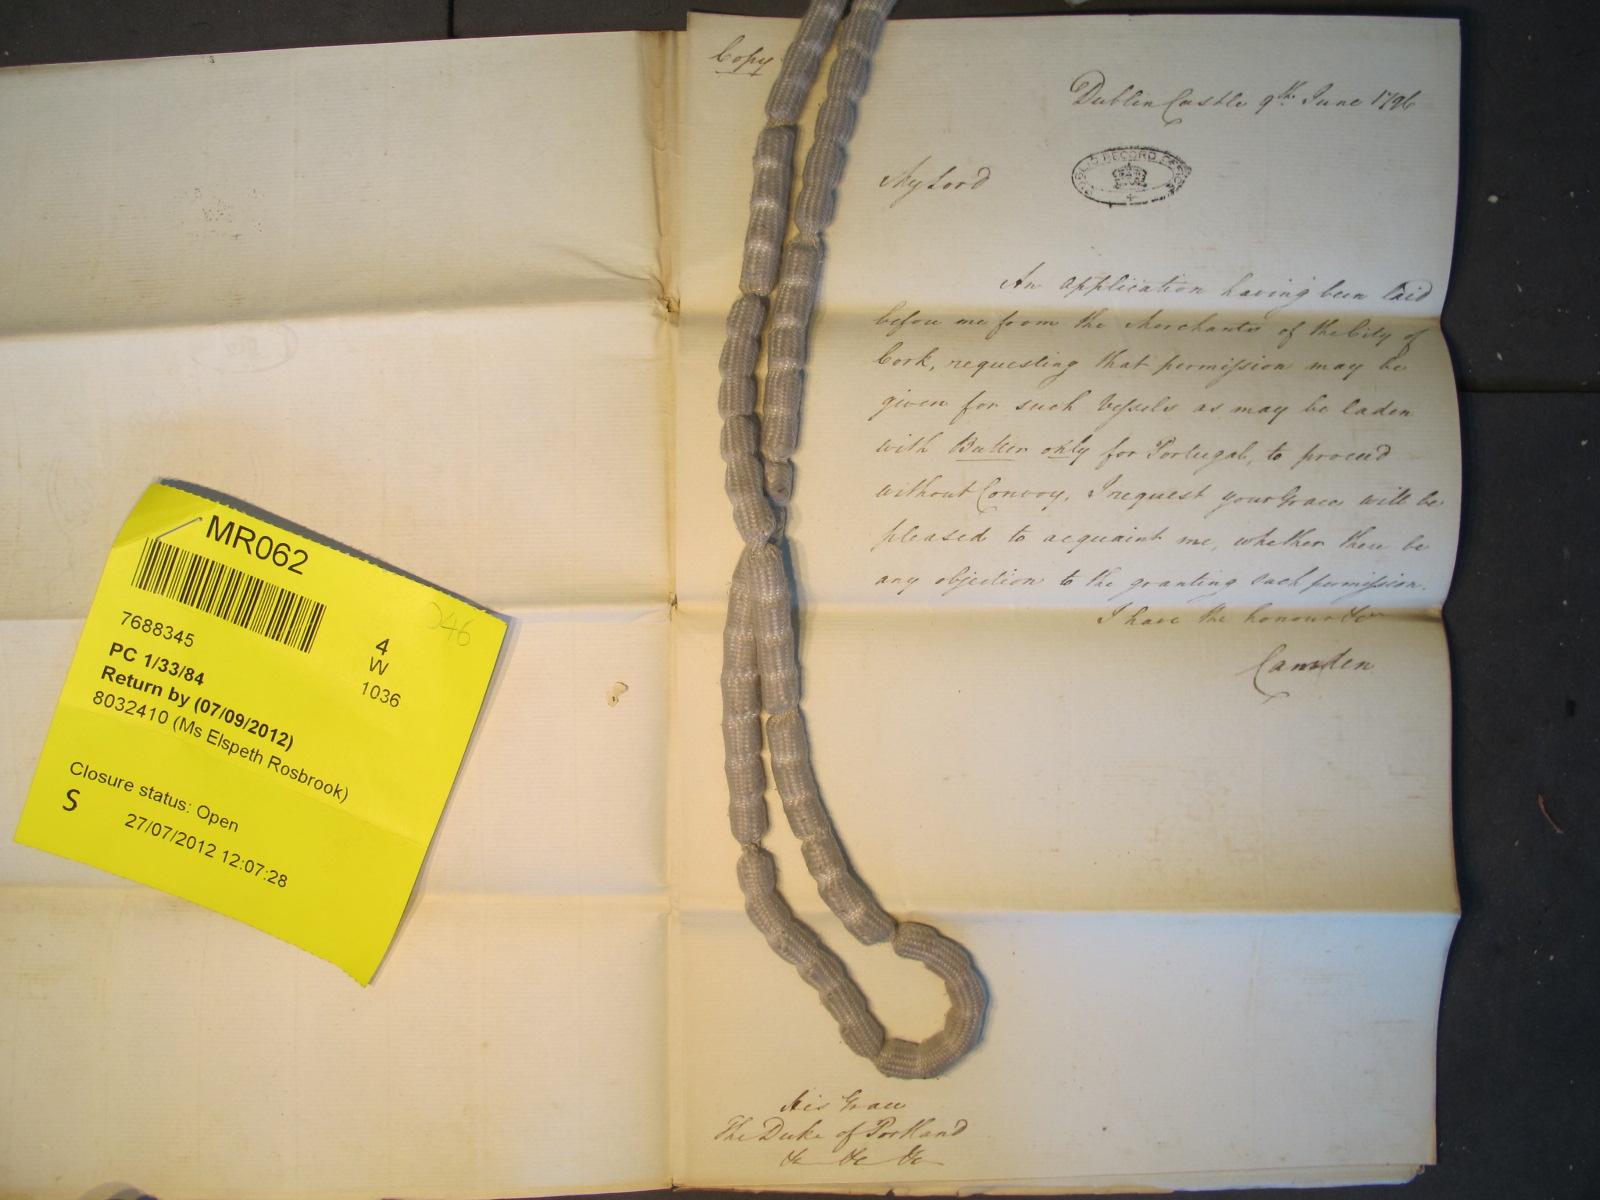 Copy
Dublin Castle 9th June 1796
PUBLIC RECORD OFFICE
My Lord
An application having been laid
before me from the Merchants of the City of
Cork, requesting that permission may be
given for such Vessels as may be laden
with Butter only for Portugal, to proceed
without Convoy, I request your Grace will be
pleased to acquaint me, whether there be
any objection to the granting such permission.
I have the honour &c
Camden
His Grace
The Duke of Portland
&c &c &c
MR062
046
7688345
4
W
1036
PC 1/33/84
Return by (07/09/2012)
8032410 (Ms Elspeth Rosbrook)
Closure status: Open
S
27/07/2012 12:07:28